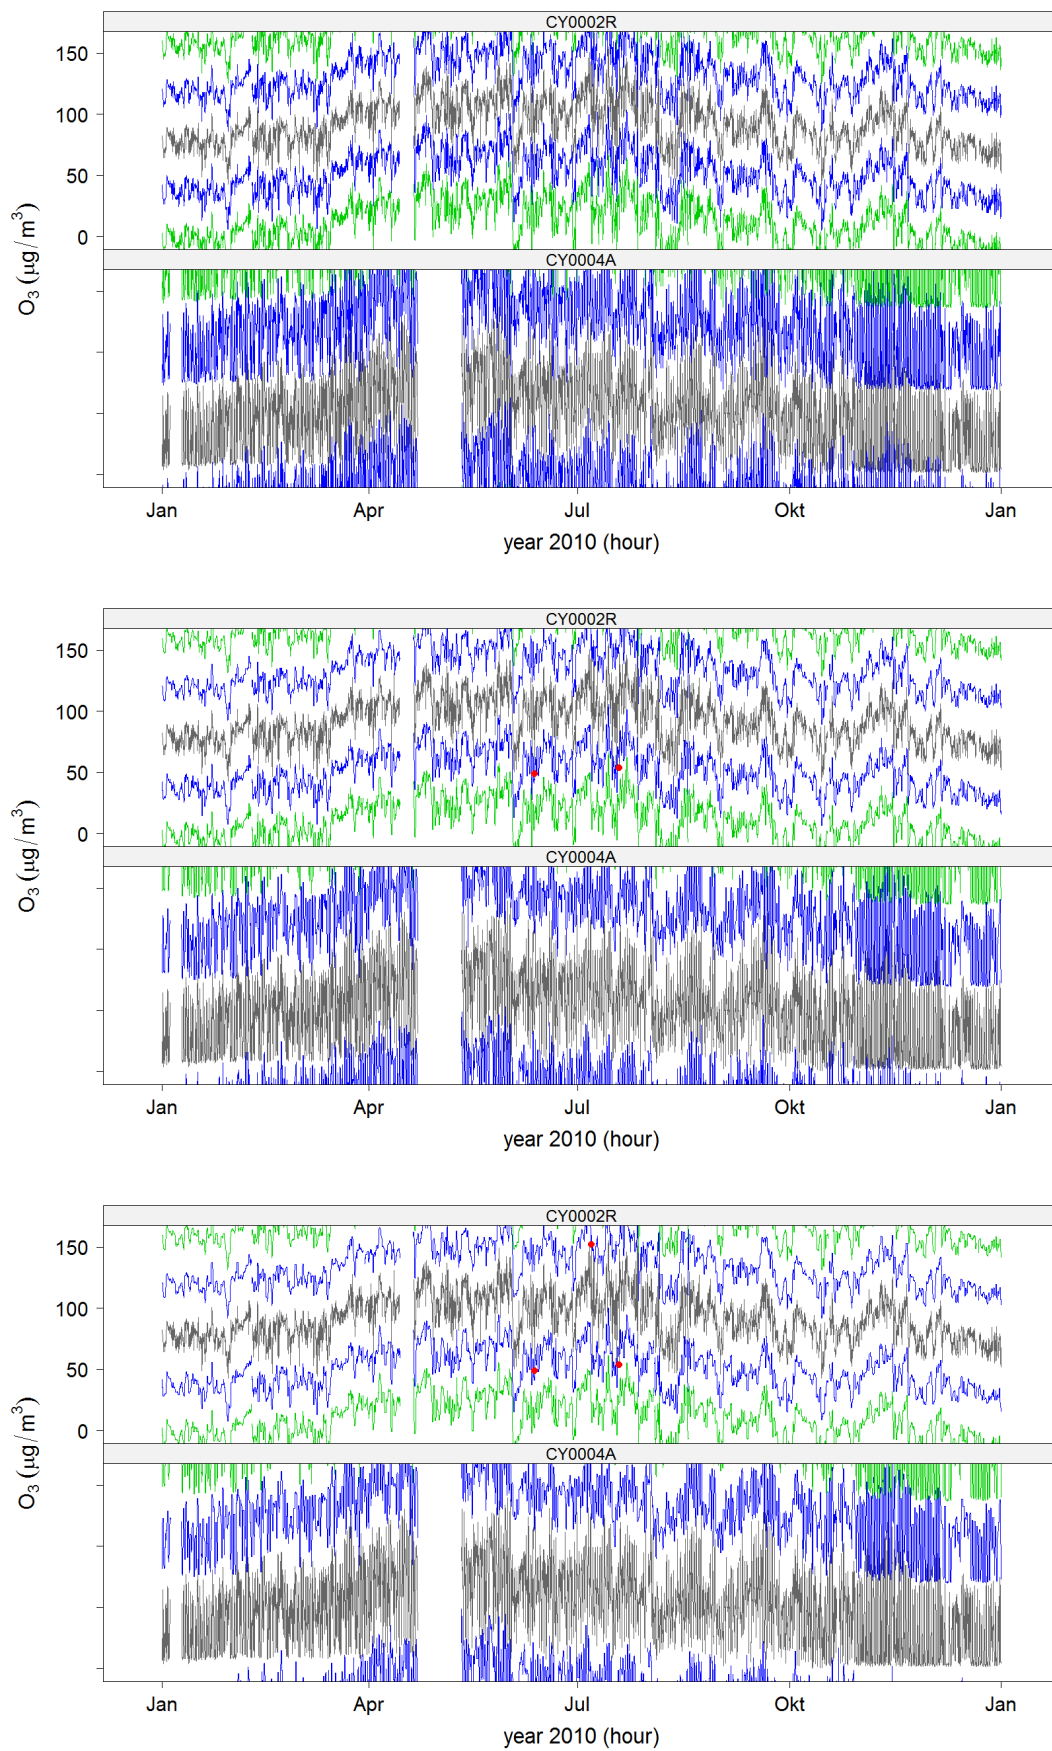 CY0002R
150
100
50
0
O₃ (µg/m³)
CY0004A
Jan Apr Jul Okt Jan
year 2010 (hour)
CY0002R
150
100
50
0
O₃ (µg/m³)
CY0004A
Jan Apr Jul Okt Jan
year 2010 (hour)
CY0002R
150
100
50
0
O₃ (µg/m³)
CY0004A
Jan Apr Jul Okt Jan
year 2010 (hour)